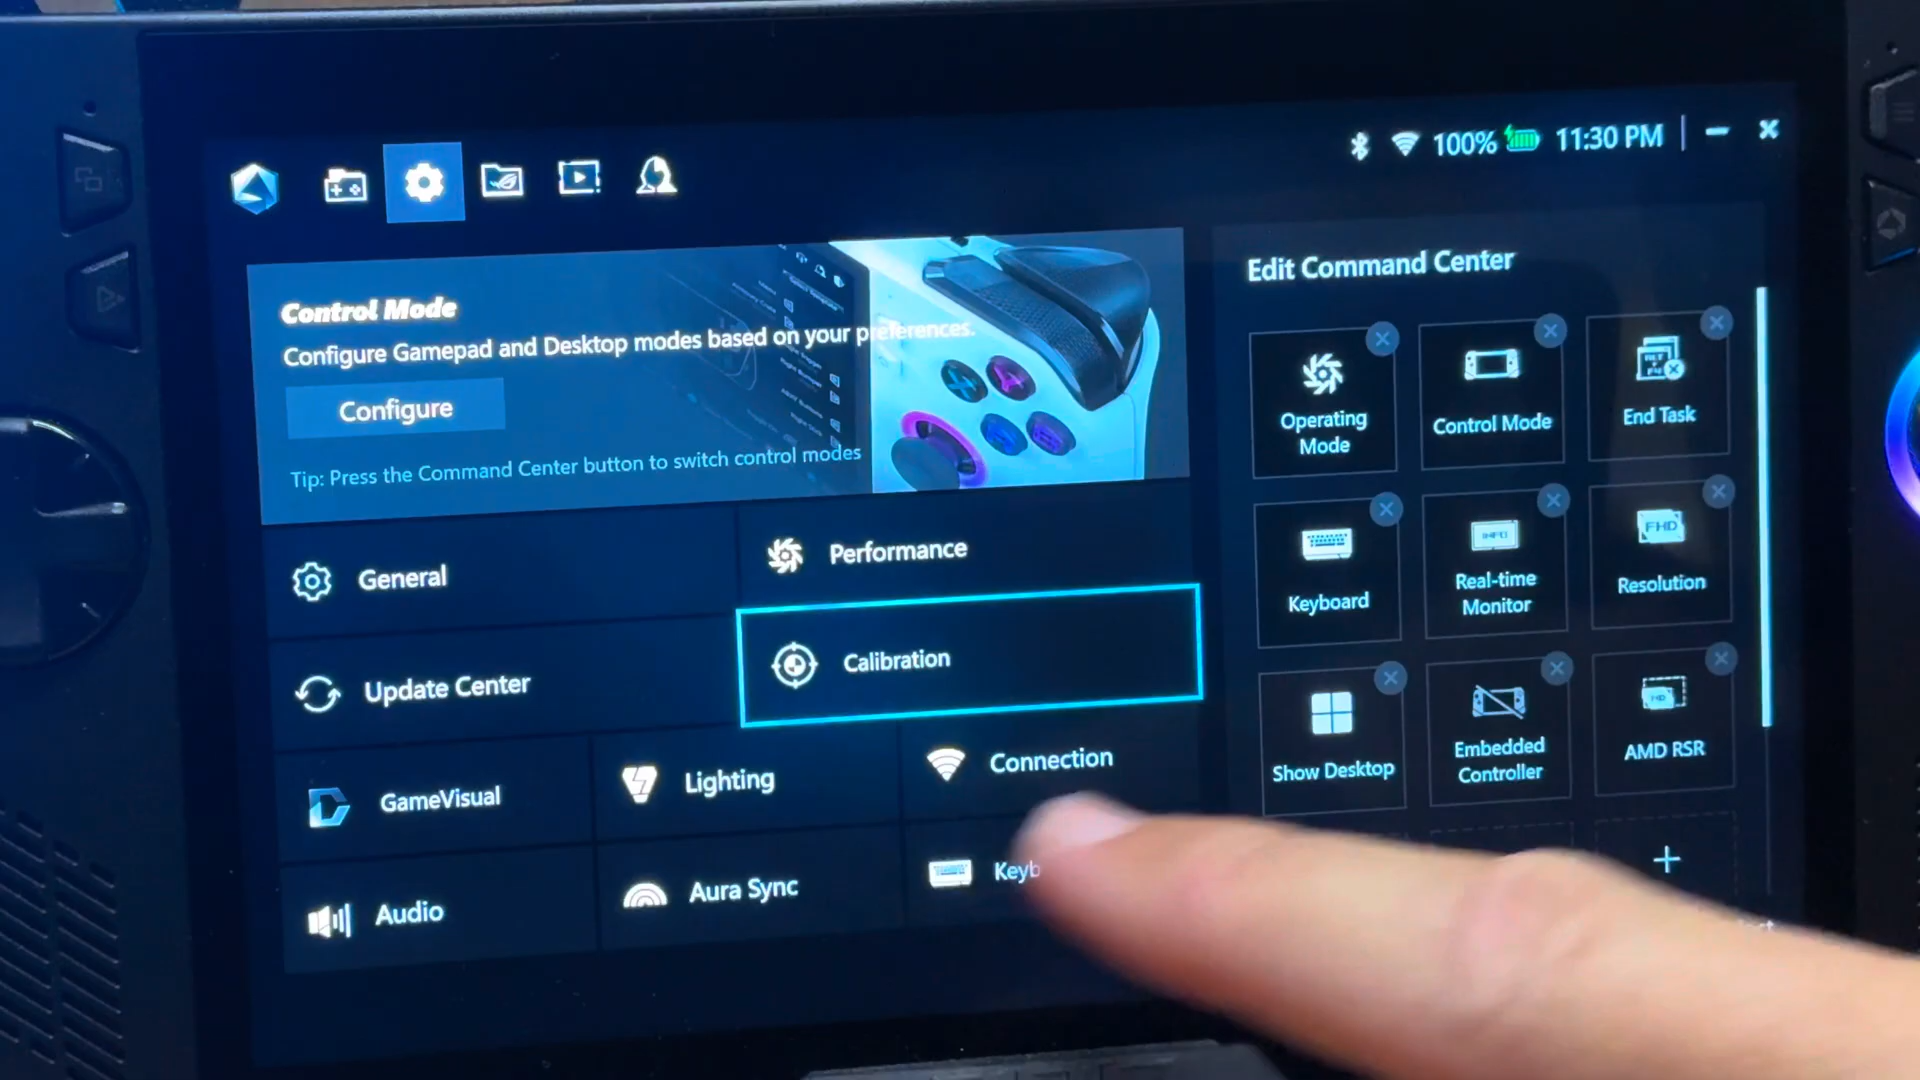 100% 11:30 PM
Control Mode
Configure Gamepad and Desktop modes based on your preferences.
Configure
Tip: Press the Command Center button to switch control modes
General
Performance
Update Center
Calibration
GameVisual
Lighting
Connection
Audio
Aura Sync
Keyb
Edit Command Center
Operating
Mode
Control Mode
End Task
Keyboard
INFO
Real-time
Monitor
FHD
Resolution
Show Desktop
Embedded
Controller
HD
AMD RSR